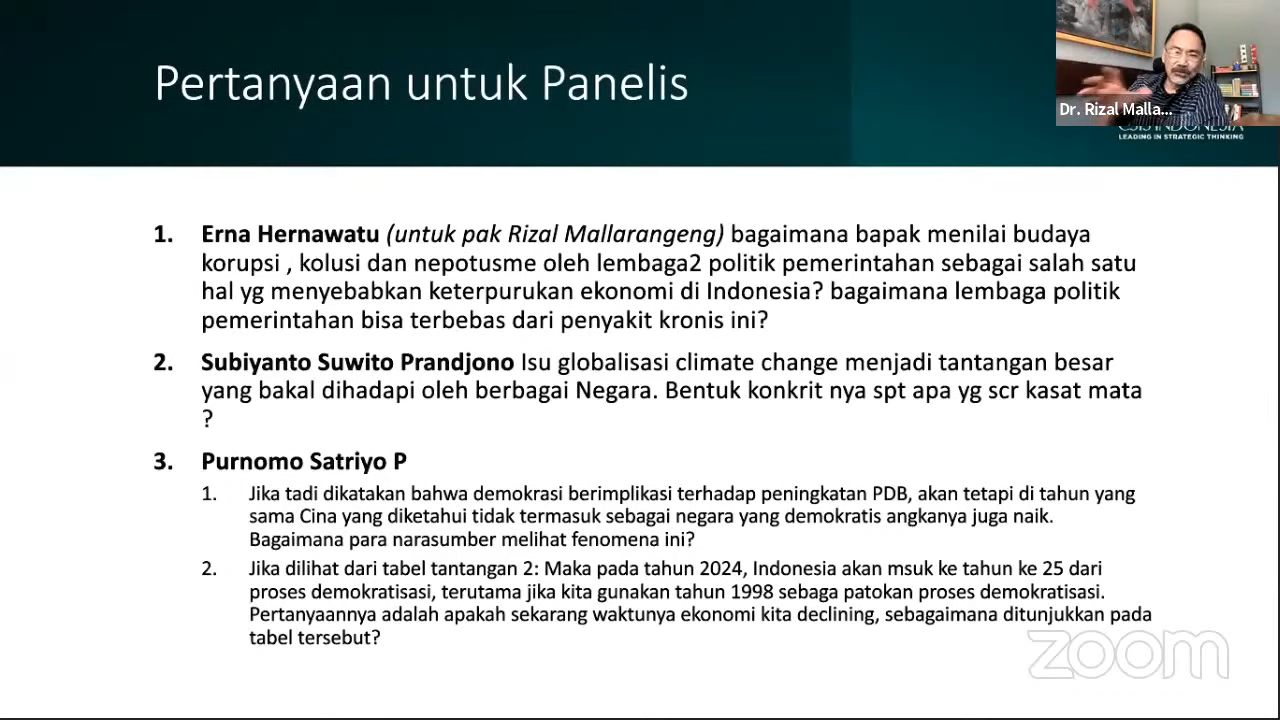 Pertanyaan untuk Panelis
Dr. Rizal Malla...
CSIS INDONESIA
LEADING IN STRATEGIC THINKING
1. Erna Hernawatu (untuk pak Rizal Mallarangeng) bagaimana bapak menilai budaya
korupsi , kolusi dan nepotusme oleh lembaga2 politik pemerintahan sebagai salah satu
hal yg menyebabkan keterpurukan ekonomi di Indonesia? bagaimana lembaga politik
pemerintahan bisa terbebas dari penyakit kronis ini?
2. Subiyanto Suwito Prandjono Isu globalisasi climate change menjadi tantangan besar
yang bakal dihadapi oleh berbagai Negara. Bentuk konkrit nya spt apa yg scr kasat mata
?
3. Purnomo Satriyo P
1. Jika tadi dikatakan bahwa demokrasi berimplikasi terhadap peningkatan PDB, akan tetapi di tahun yang
sama Cina yang diketahui tidak termasuk sebagai negara yang demokratis angkanya juga naik.
Bagaimana para narasumber melihat fenomena ini?
2. Jika dilihat dari tabel tantangan 2: Maka pada tahun 2024, Indonesia akan msuk ke tahun ke 25 dari
proses demokratisasi, terutama jika kita gunakan tahun 1998 sebaga patokan proses demokratisasi.
Pertanyaannya adalah apakah sekarang waktunya ekonomi kita declining, sebagaimana ditunjukkan pada
tabel tersebut?
zoom